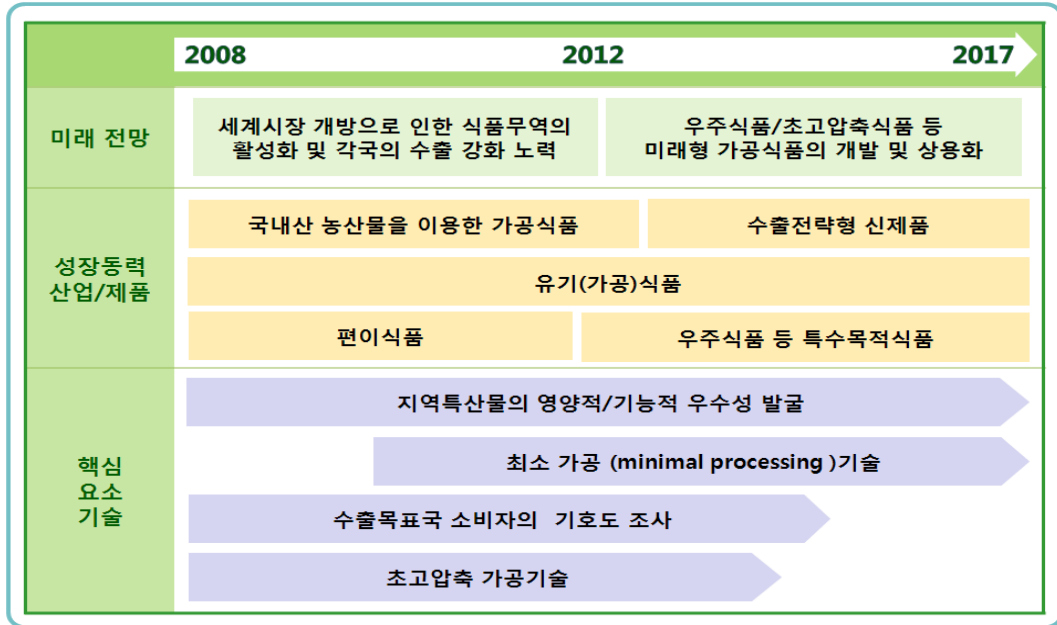 2008 2012 2017
미래 전망
세계시장 개방으로 인한 식품무역의
활성화 및 각국의 수출 강화 노력
우주식품/초고압축식품 등
미래형 가공식품의 개발 및 상용화
성장동력
산업/제품
국내산 농산물을 이용한 가공식품
수출전략형 신제품
유기(가공)식품
편이식품
우주식품 등 특수목적식품
핵심
요소
기술
지역특산물의 영양적/기능적 우수성 발굴
최소 가공 (minimal processing )기술
수출목표국 소비자의 기호도 조사
초고압축 가공기술